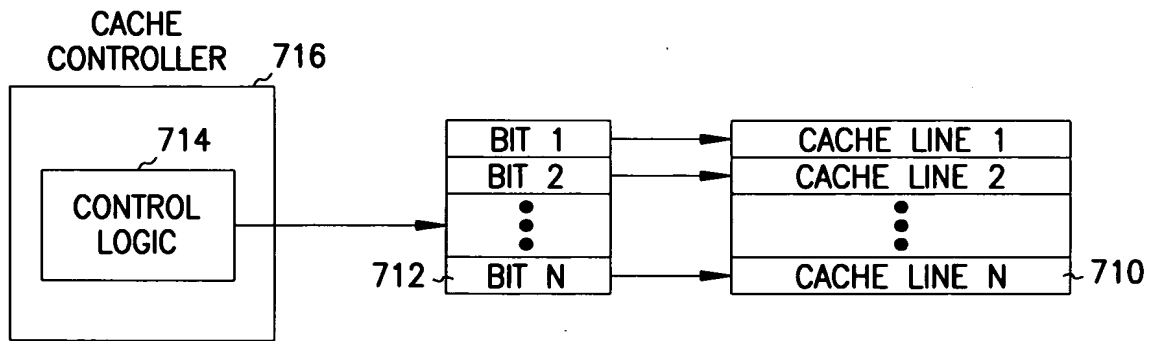 CACHE
CONTROLLER
716
714
CONTROL
LOGIC
BIT 1
BIT 2
712
BIT N
CACHE LINE 1
CACHE LINE 2
CACHE LINE N
710